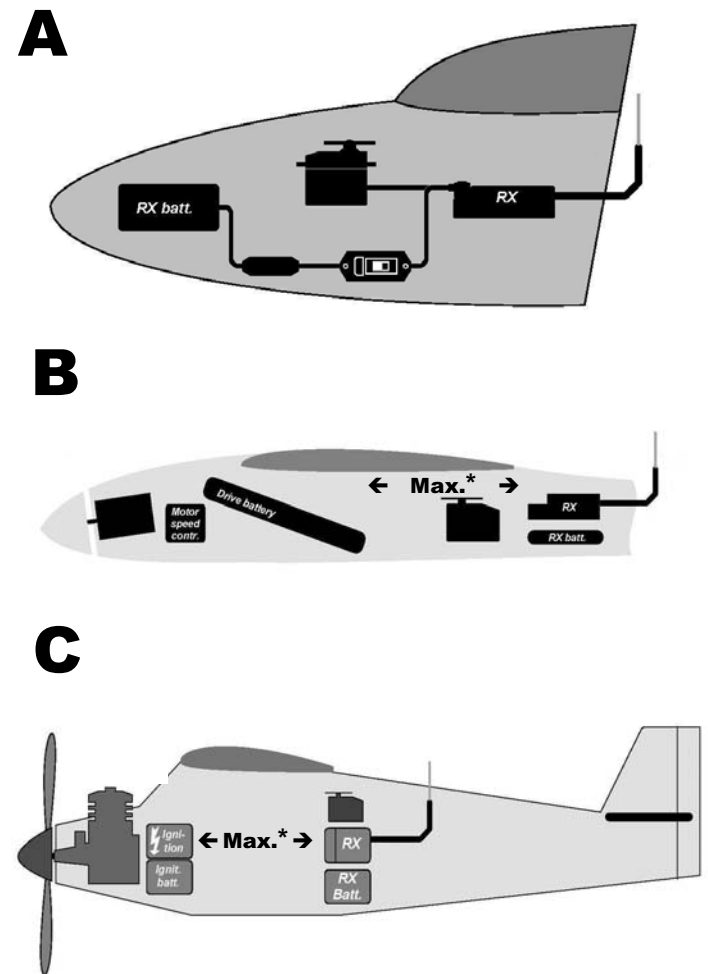 A
RX batt.
RX
B
Max.*
Drive battery
Motor
speed
contr.
RX
RX batt.
C
Igni-
tion
Ignit.
batt.
Max.*
RX
RX
Batt.